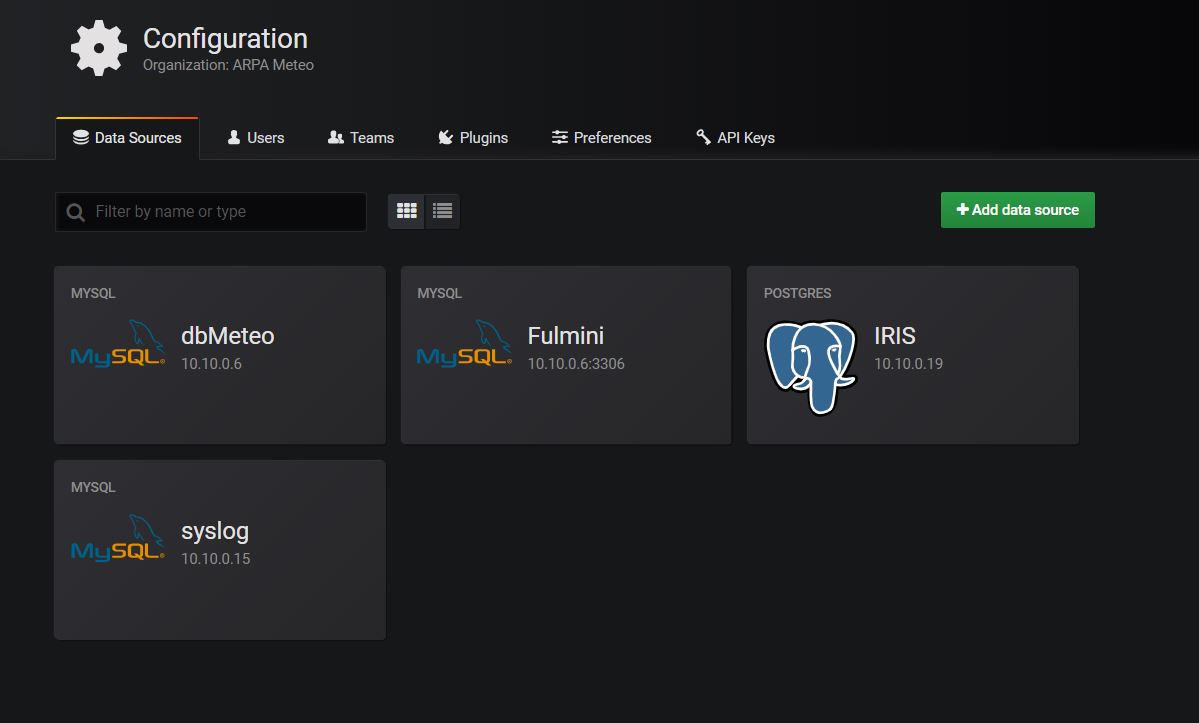 Configuration
Organization: ARPA Meteo
Data Sources
Users
Teams
Plugins
Preferences
API Keys
Filter by name or type
Add data source
MYSQL
MySQL
dbMeteo
10.10.0.6
MYSQL
MySQL
Fulmini
10.10.0.6:3306
POSTGRES
IRIS
10.10.0.19
MYSQL
MySQL
syslog
10.10.0.15